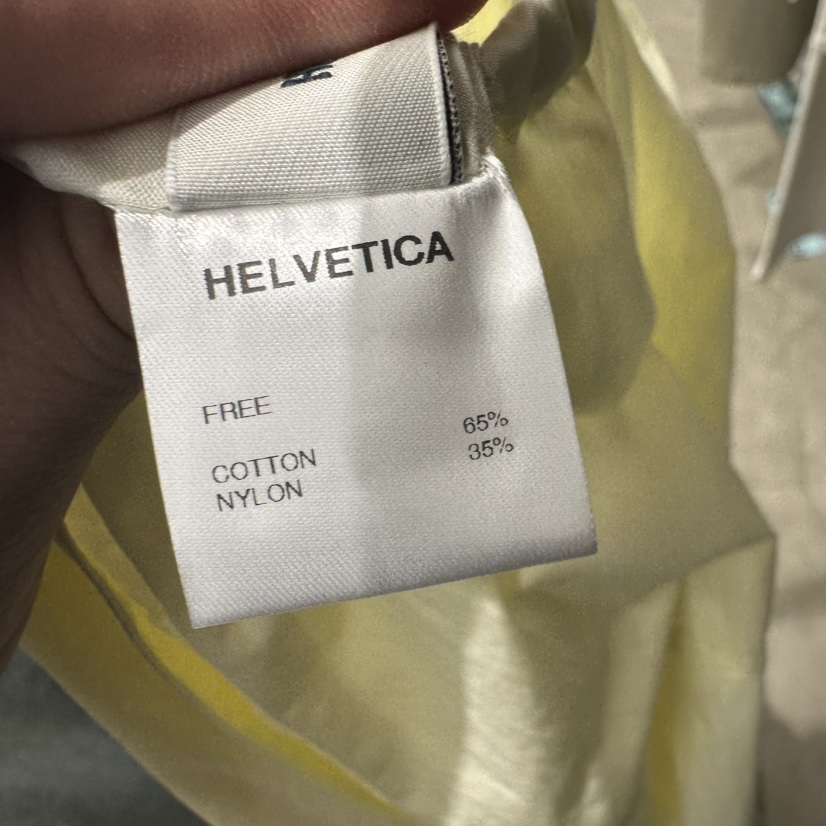 HELVETICA
FREE
COTTON 65%
NYLON 35%